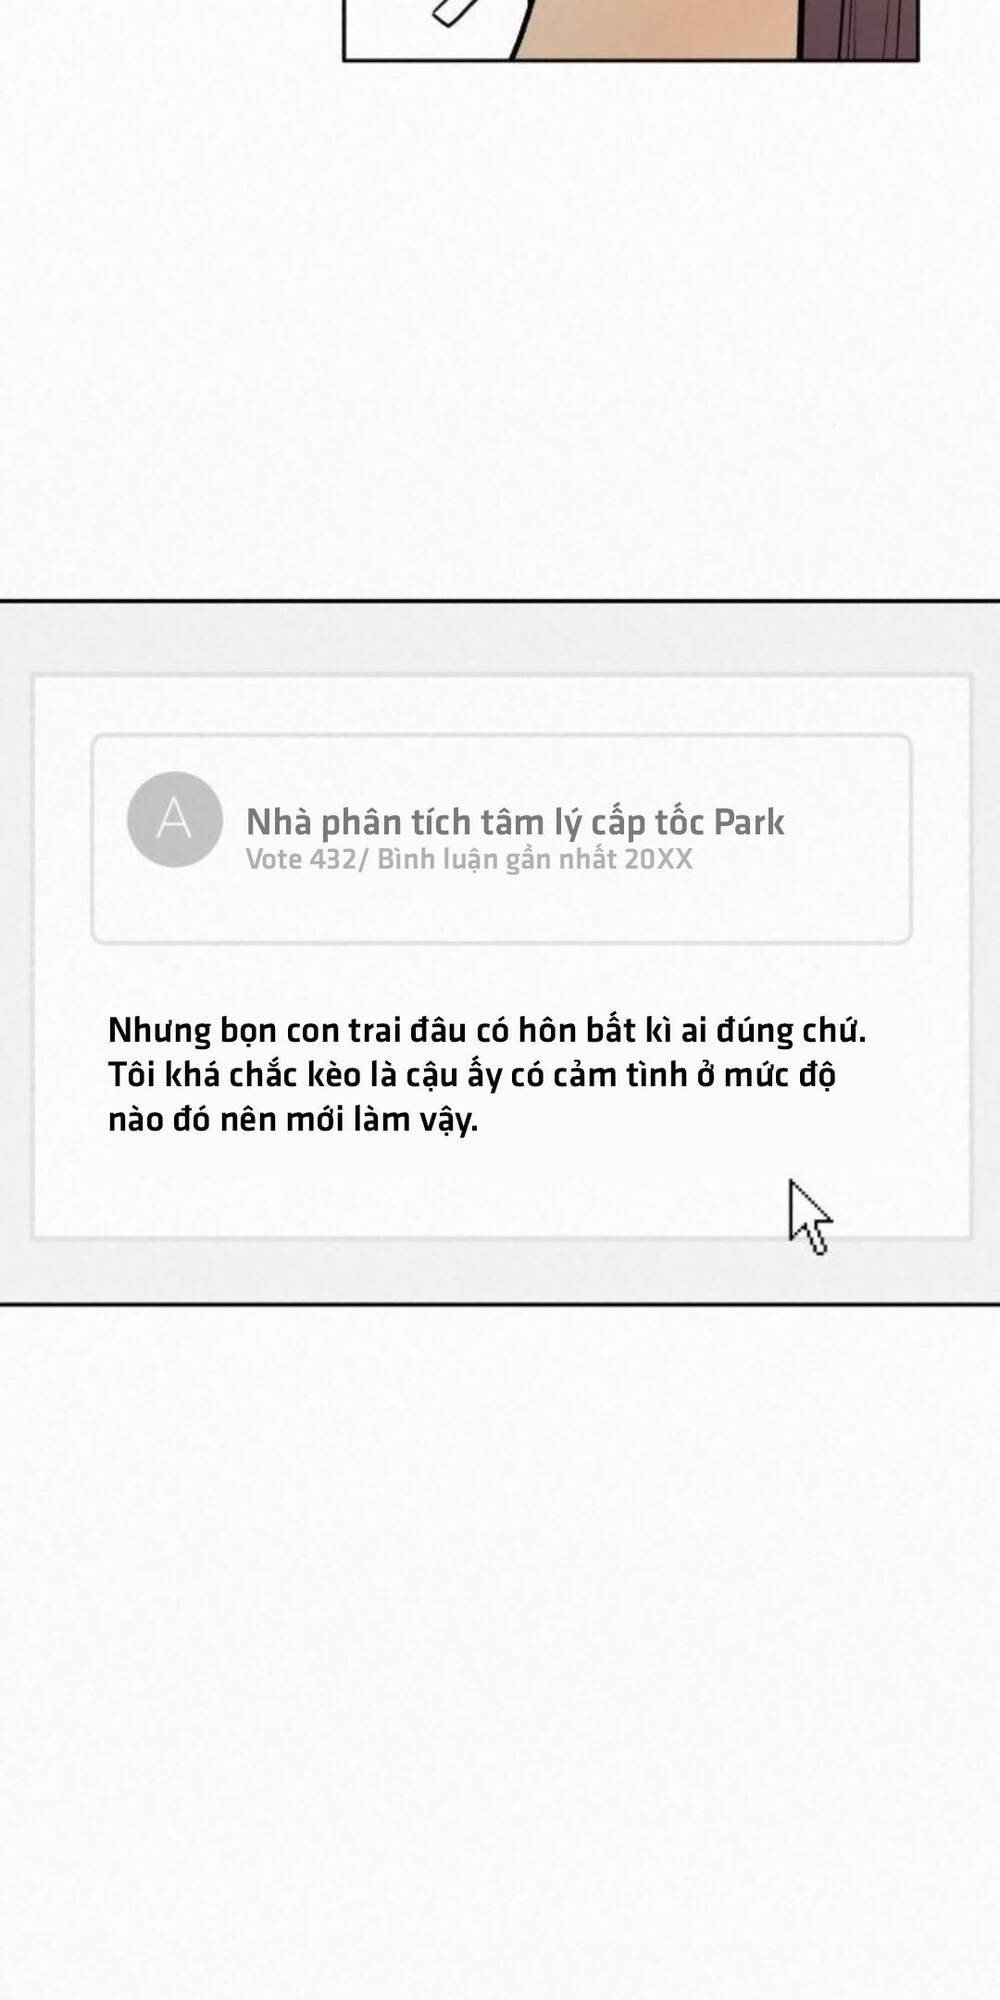 A
Nhà phân tích tâm lý cấp tốc Park
Vote 432/ Bình luận gần nhất 20XX
Nhưng bọn con trai đâu có hôn bất kì ai đúng chứ.
Tôi khá chắc kèo là cậu ấy có cảm tình ở mức độ
nào đó nên mới làm vậy.